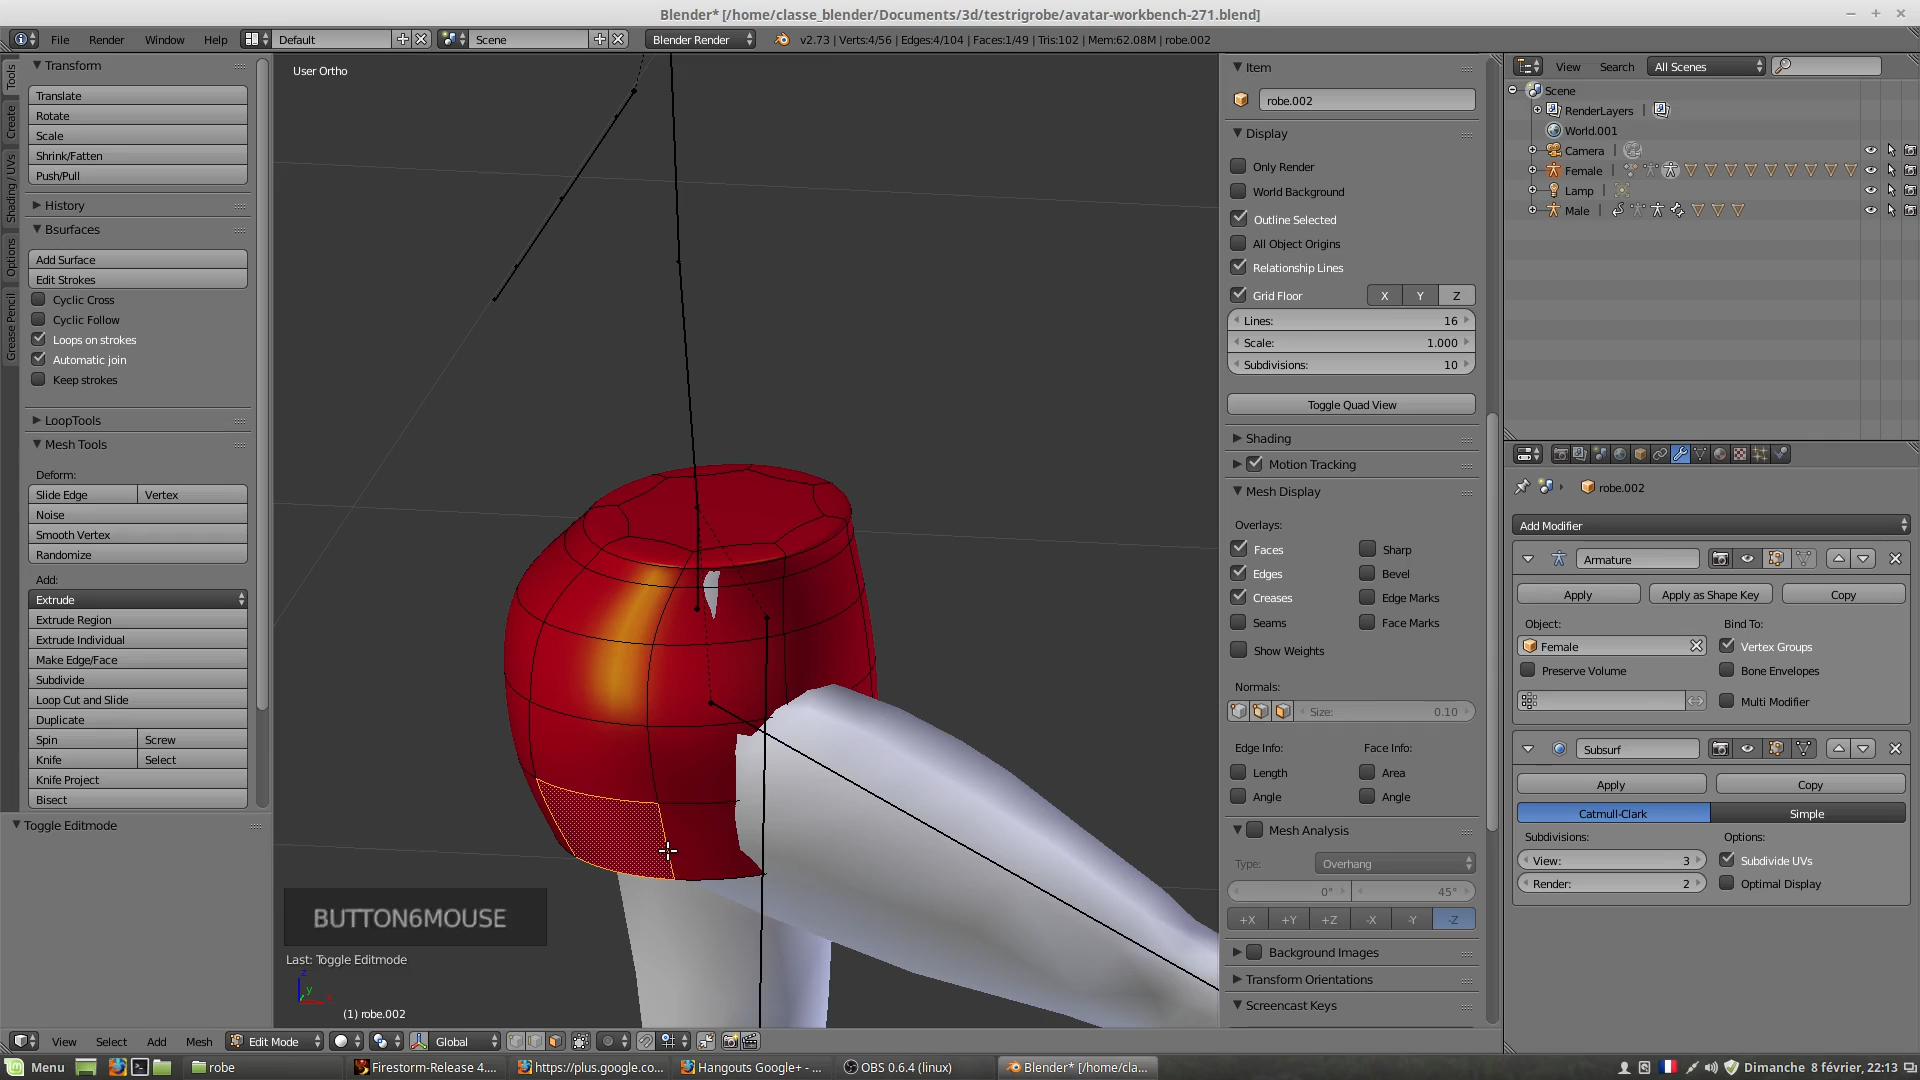 Blender* [/home/classe_blender/Documents/3d/testrigrobe/avatar-workbench-271.blend]
File Render Window Help Default Scene Blender Render v2.73 | Verts:4/56 | Edges:4/104 | Faces:1/49 | Tris:102 | Mem:62.08M | robe.002
Tools
Create
Shading / UVs
Options
Grease Pencil
Transform
Translate
Rotate
Scale
Shrink/Fatten
Push/Pull
History
Bsurfaces
Add Surface
Edit Strokes
Cyclic Cross
Cyclic Follow
Loops on strokes
Automatic join
Keep strokes
LoopTools
Mesh Tools
Deform:
Slide Edge Vertex
Noise
Smooth Vertex
Randomize
Add:
Extrude
Extrude Region
Extrude Individual
Make Edge/Face
Subdivide
Loop Cut and Slide
Duplicate
Spin Screw
Knife Select
Knife Project
Bisect
Toggle Editmode
User Ortho
BUTTON6MOUSE
Last: Toggle Editmode
z
y
x
(1) robe.002
View Select Add Mesh Edit Mode Global
Item
robe.002
Display
Only Render
World Background
Outline Selected
All Object Origins
Relationship Lines
Grid Floor X Y Z
Lines: 16
Scale: 1.000
Subdivisions: 10
Toggle Quad View
Shading
Motion Tracking
Mesh Display
Overlays:
Faces Sharp
Edges Bevel
Creases Edge Marks
Seams Face Marks
Show Weights
Normals:
Size: 0.10
Edge Info: Face Info:
Length Area
Angle Angle
Mesh Analysis
Type: Overhang
0° 45°
+X +Y +Z -X -Y -Z
Background Images
Transform Orientations
Screencast Keys
View Search All Scenes
Scene
RenderLayers |
World.001
Camera |
Female |
Lamp |
Male |
robe.002
Add Modifier
Armature
Apply Apply as Shape Key Copy
Object: Bind To:
Female Vertex Groups
Preserve Volume Bone Envelopes
Multi Modifier
Subsurf
Apply Copy
Catmull-Clark Simple
Subdivisions: Options:
View: 3 Subdivide UVs
Render: 2 Optimal Display
Menu robe Firestorm-Release 4.... https://plus.google.co... Hangouts Google+ - ... OBS 0.6.4 (linux) Blender* [/home/cla... Dimanche 8 février, 22:13